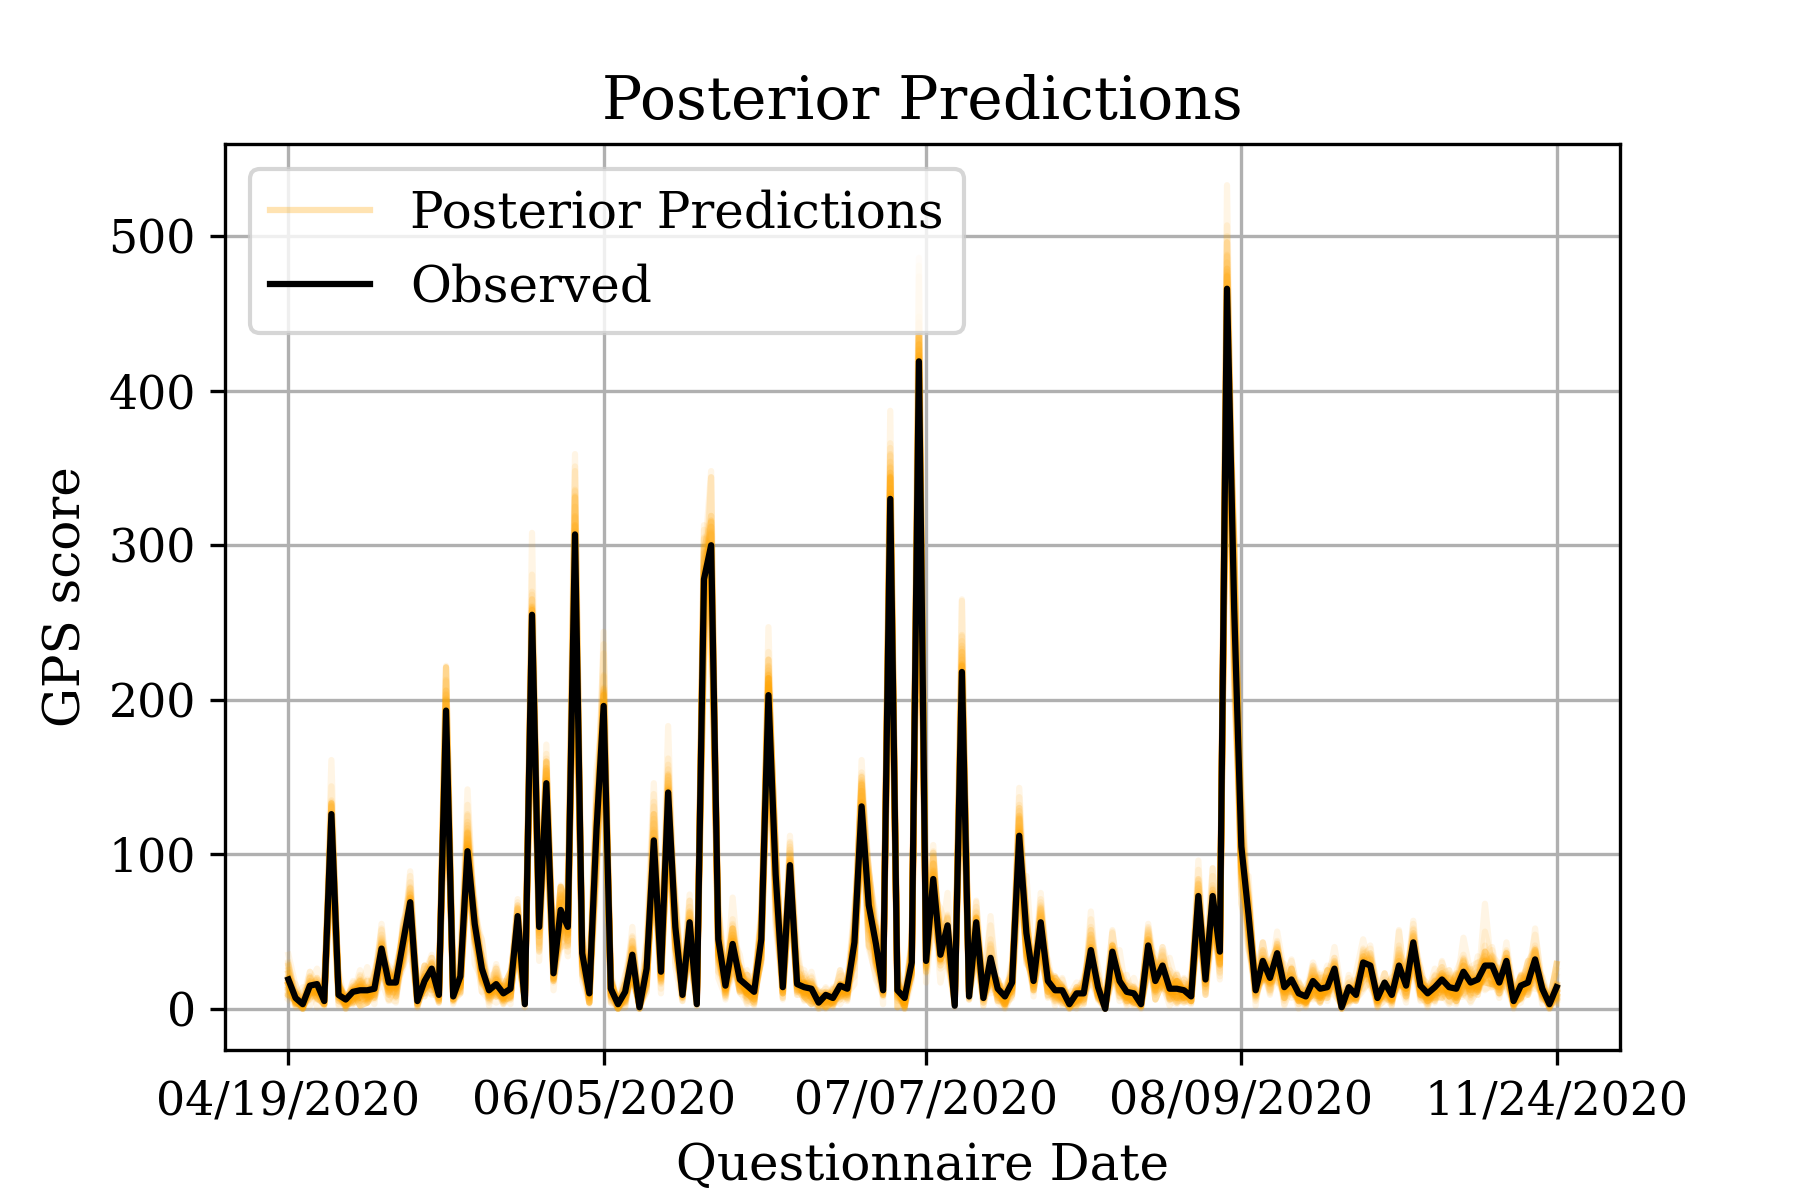 Posterior Predictions
Posterior Predictions
Observed
500
400
300
200
100
0
GPS score
04/19/2020 06/05/2020 07/07/2020 08/09/2020 11/24/2020
Questionnaire Date